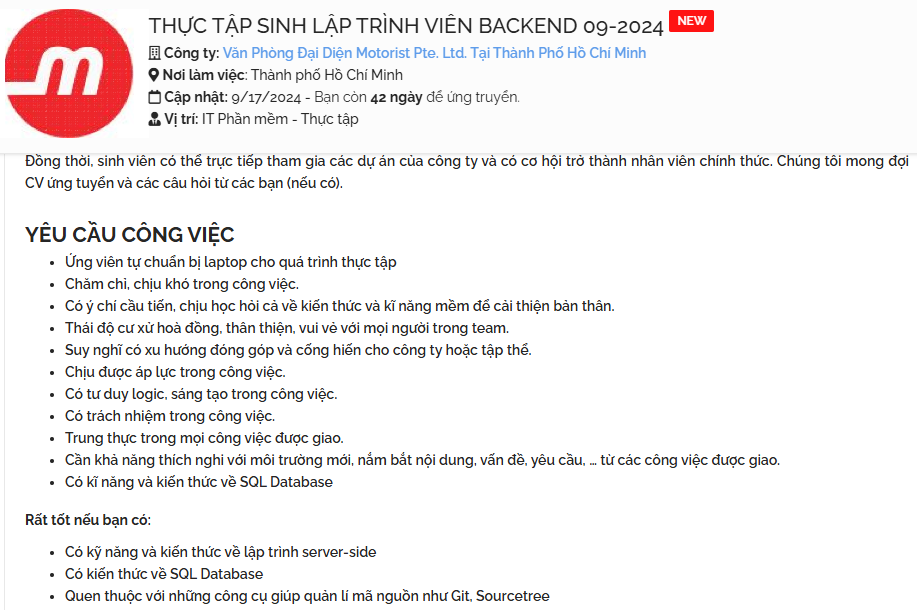 m
THỰC TẬP SINH LẬP TRÌNH VIÊN BACKEND 09-2024 NEW
Công ty: Văn Phòng Đại Diện Motorist Pte. Ltd. Tại Thành Phố Hồ Chí Minh
Nơi làm việc: Thành phố Hồ Chí Minh
Cập nhật: 9/17/2024 - Bạn còn 42 ngày để ứng truyển.
Vị trí: IT Phần mềm - Thực tập
Đồng thời, sinh viên có thể trực tiếp tham gia các dự án của công ty và có cơ hội trở thành nhân viên chính thức. Chúng tôi mong đợi
CV ứng tuyển và các câu hỏi từ các bạn (nếu có).
YÊU CẦU CÔNG VIỆC
• Ứng viên tự chuẩn bị laptop cho quá trình thực tập
• Chăm chỉ, chịu khó trong công việc.
• Có ý chí cầu tiến, chịu học hỏi cả về kiến thức và kĩ năng mềm để cải thiện bản thân.
• Thái độ cư xử hoà đồng, thân thiện, vui vẻ với mọi người trong team.
• Suy nghĩ có xu hướng đóng góp và cống hiến cho công ty hoặc tập thể.
• Chịu được áp lực trong công việc.
• Có tư duy logic, sáng tạo trong công việc.
• Có trách nhiệm trong công việc.
• Trung thực trong mọi công việc được giao.
• Cần khả năng thích nghi với môi trường mới, nắm bắt nội dung, vấn đề, yêu cầu, … từ các công việc được giao.
• Có kĩ năng và kiến thức về SQL Database
Rất tốt nếu bạn có:
• Có kỹ năng và kiến thức về lập trình server-side
• Có kiến thức về SQL Database
• Quen thuộc với những công cụ giúp quản lí mã nguồn như Git, Sourcetree